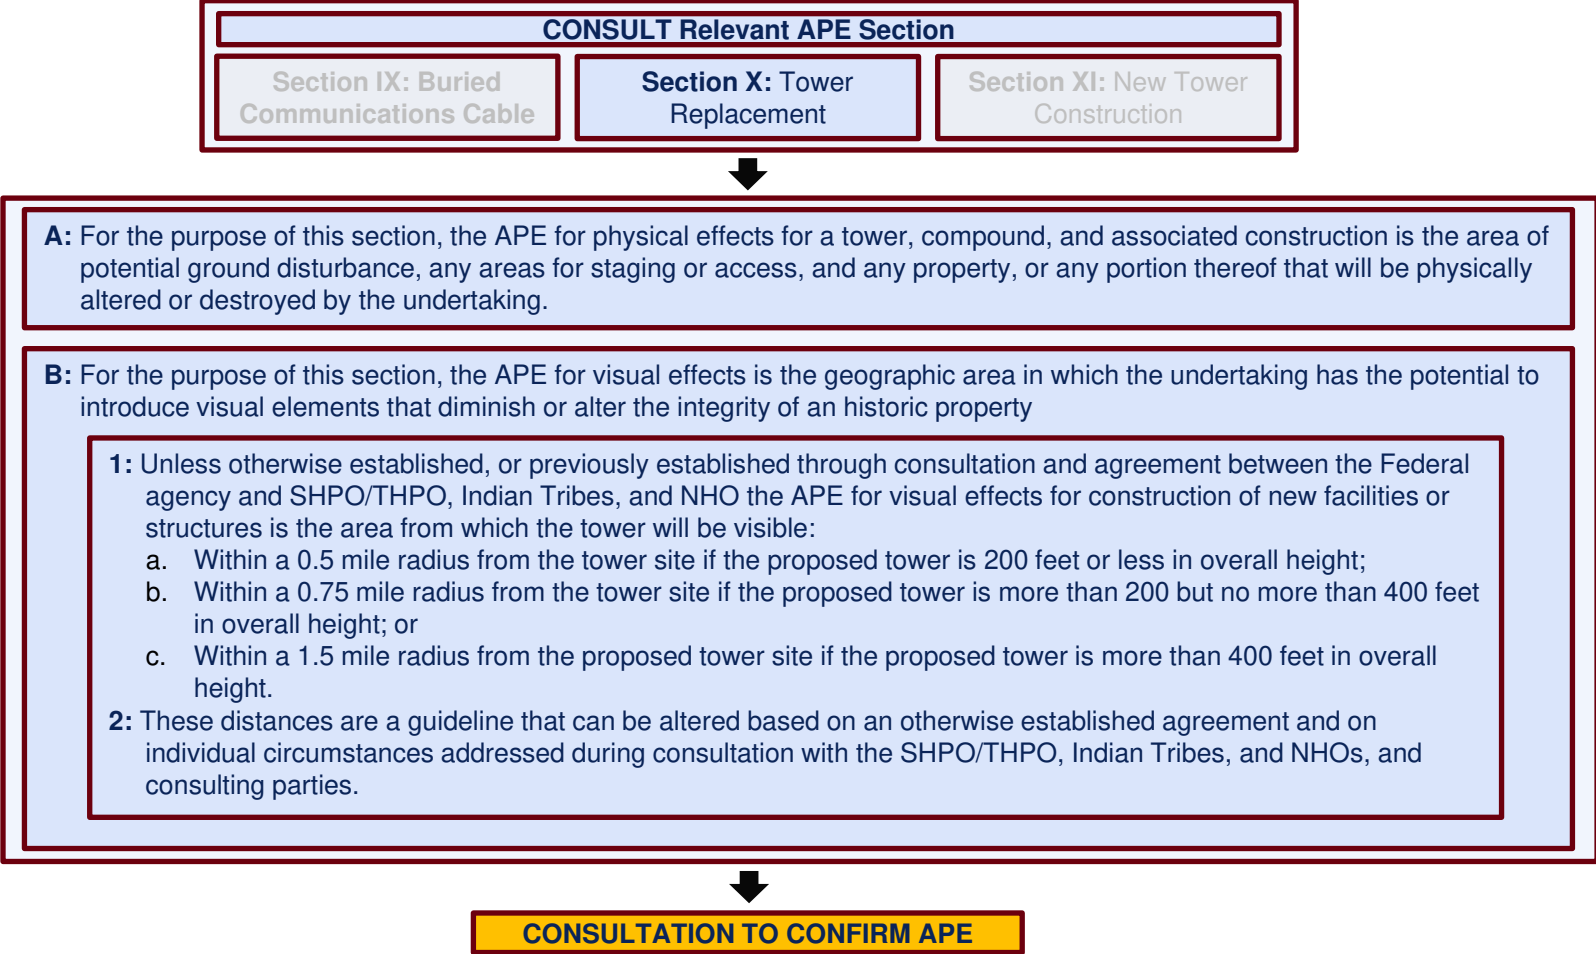 CONSULT Relevant APE Section
Section IX: Buried
Communications Cable
Section X: Tower
Replacement
Section XI: New Tower
Construction
A: For the purpose of this section, the APE for physical effects for a tower, compound, and associated construction is the area of
potential ground disturbance, any areas for staging or access, and any property, or any portion thereof that will be physically
altered or destroyed by the undertaking.
B: For the purpose of this section, the APE for visual effects is the geographic area in which the undertaking has the potential to
introduce visual elements that diminish or alter the integrity of an historic property
1: Unless otherwise established, or previously established through consultation and agreement between the Federal
agency and SHPO/THPO, Indian Tribes, and NHO the APE for visual effects for construction of new facilities or
structures is the area from which the tower will be visible:
a. Within a 0.5 mile radius from the tower site if the proposed tower is 200 feet or less in overall height;
b. Within a 0.75 mile radius from the tower site if the proposed tower is more than 200 but no more than 400 feet
in overall height; or
c. Within a 1.5 mile radius from the proposed tower site if the proposed tower is more than 400 feet in overall
height.
2: These distances are a guideline that can be altered based on an otherwise established agreement and on
individual circumstances addressed during consultation with the SHPO/THPO, Indian Tribes, and NHOs, and
consulting parties.
CONSULTATION TO CONFIRM APE